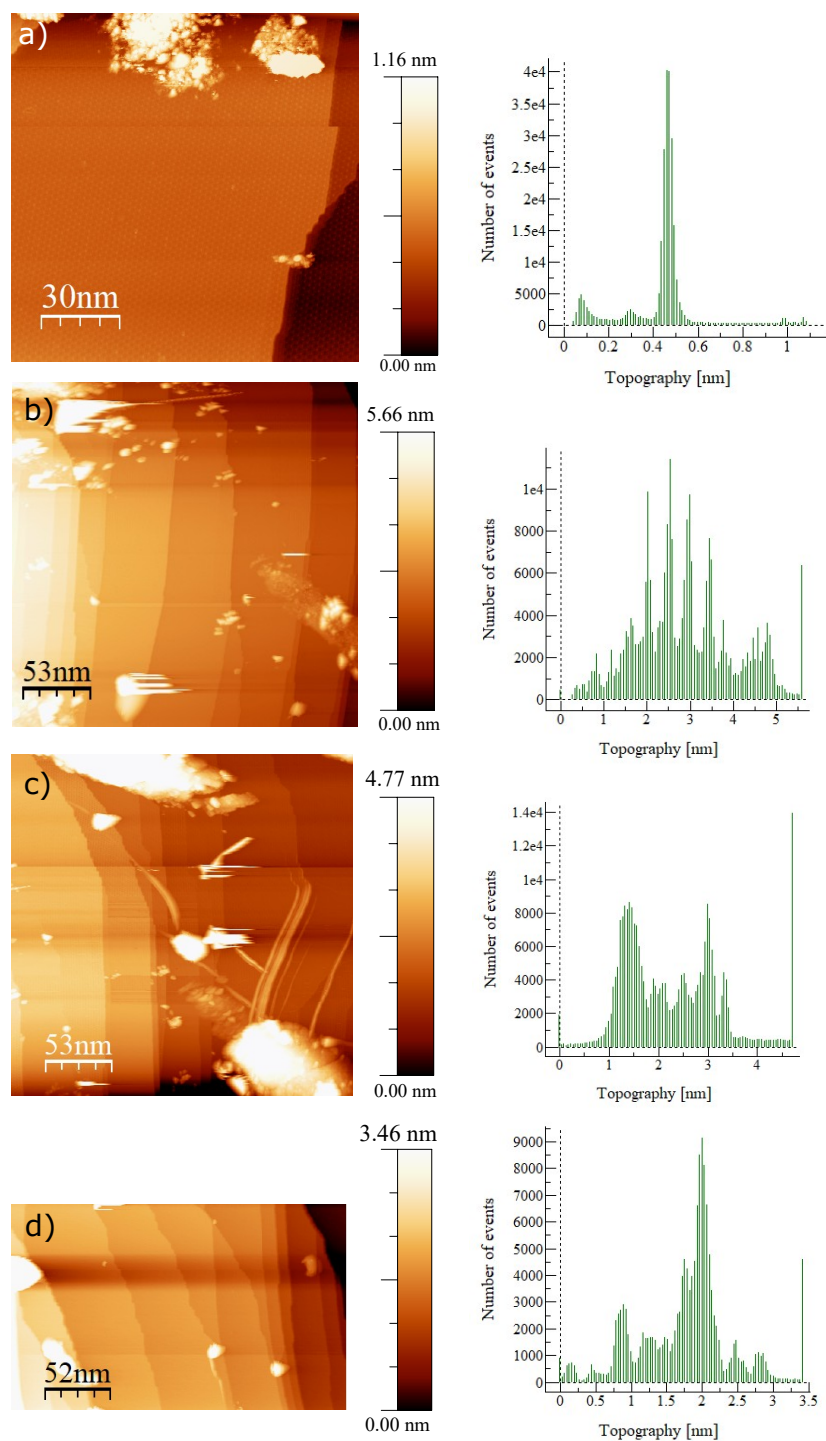 a)
1.16 nm
0.00 nm
30nm
Number of events
4e4
3.5e4
3e4
2.5e4
2e4
1.5e4
1e4
5000
0
0 0.2 0.4 0.6 0.8 1
Topography [nm]
b)
5.66 nm
0.00 nm
53nm
Number of events
1e4
8000
6000
4000
2000
0
0 1 2 3 4 5
Topography [nm]
c)
4.77 nm
0.00 nm
53nm
Number of events
1.4e4
1.2e4
1e4
8000
6000
4000
2000
0
0 1 2 3 4
Topography [nm]
d)
3.46 nm
0.00 nm
52nm
Number of events
9000
8000
7000
6000
5000
4000
3000
2000
1000
0
0 0.5 1 1.5 2 2.5 3 3.5
Topography [nm]